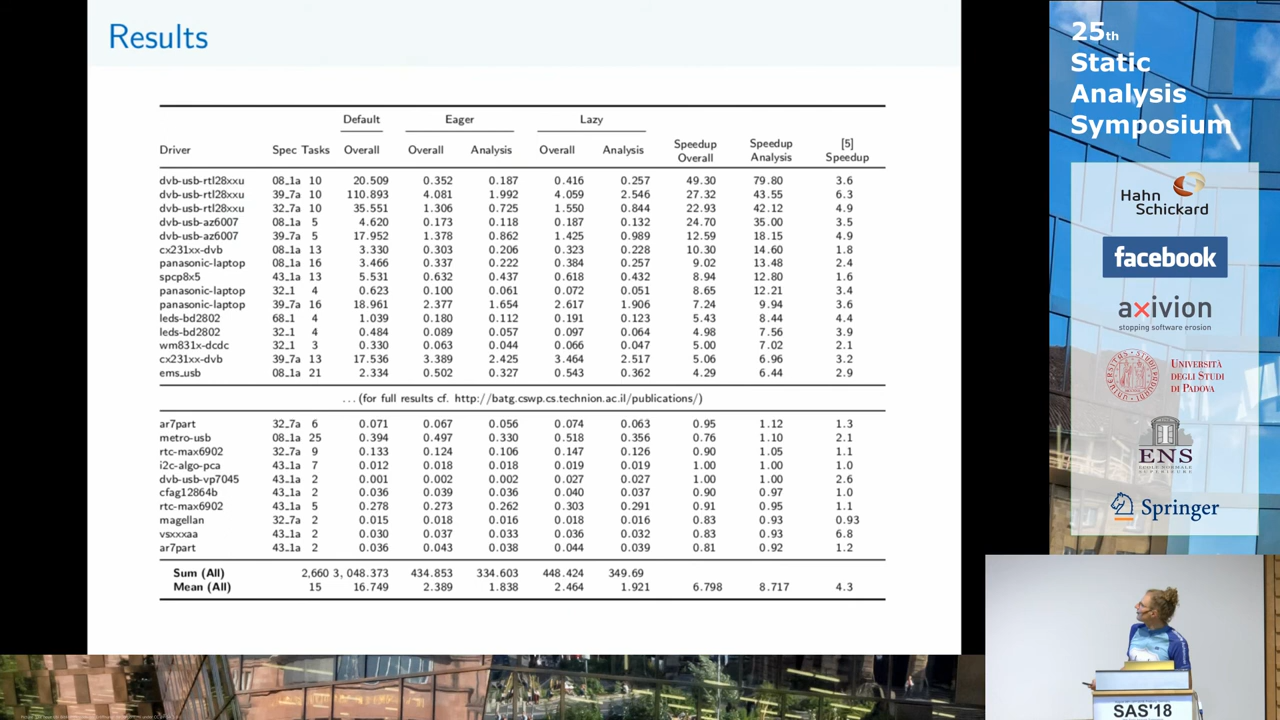 Results
Default Eager Lazy
Driver Spec Tasks Overall Overall Analysis Overall Analysis Speedup Overall Speedup Analysis [5] Speedup
dvb-usb-rtl28xxu 08_1a 10 20.509 0.352 0.187 0.416 0.257 49.30 79.80 3.6
dvb-usb-rtl28xxu 39_7a 10 110.893 4.081 1.992 4.059 2.546 27.32 43.55 6.3
dvb-usb-rtl28xxu 32_7a 10 35.551 1.306 0.725 1.550 0.844 22.93 42.12 4.9
dvb-usb-az6007 08_1a 5 4.620 0.173 0.118 0.187 0.132 24.70 35.00 3.5
dvb-usb-az6007 39_7a 5 17.952 1.378 0.862 1.425 0.989 12.59 18.15 4.9
cx231xx-dvb 08_1a 13 3.330 0.303 0.206 0.323 0.228 10.30 14.60 1.8
panasonic-laptop 08_1a 16 3.466 0.337 0.222 0.384 0.257 9.02 13.48 2.4
spcp8x5 43_1a 13 5.531 0.632 0.437 0.618 0.432 8.94 12.80 1.6
panasonic-laptop 32_1 4 0.623 0.100 0.061 0.072 0.051 8.65 12.21 3.4
panasonic-laptop 39_7a 16 18.961 2.377 1.654 2.617 1.906 7.24 9.94 3.6
leds-bd2802 68_1 4 1.039 0.180 0.112 0.191 0.123 5.43 8.44 4.4
leds-bd2802 32_1 4 0.484 0.089 0.057 0.097 0.064 4.98 7.56 3.9
wm831x-dcdc 32_1 3 0.330 0.063 0.044 0.066 0.047 5.00 7.02 2.1
cx231xx-dvb 39_7a 13 17.536 3.389 2.425 3.464 2.517 5.06 6.96 3.2
ems_usb 08_1a 21 2.334 0.502 0.327 0.543 0.362 4.29 6.44 2.9
...(for full results cf. http://batg.cswp.cs.technion.ac.il/publications/)
ar7part 32_7a 6 0.071 0.067 0.056 0.074 0.063 0.95 1.12 1.3
metro-usb 08_1a 25 0.394 0.497 0.330 0.518 0.356 0.76 1.10 2.1
rtc-max6902 32_7a 9 0.133 0.124 0.106 0.147 0.126 0.90 1.05 1.1
i2c-algo-pca 43_1a 7 0.012 0.018 0.018 0.019 0.019 1.00 1.00 1.0
dvb-usb-vp7045 43_1a 2 0.001 0.002 0.002 0.027 0.027 1.00 1.00 2.6
cfag12864b 43_1a 2 0.036 0.039 0.036 0.040 0.037 0.90 0.97 1.0
rtc-max6902 43_1a 5 0.278 0.273 0.262 0.303 0.291 0.91 0.95 1.1
magellan 32_7a 2 0.015 0.018 0.016 0.018 0.016 0.83 0.93 0.93
vsxxxaa 43_1a 2 0.030 0.037 0.033 0.036 0.032 0.83 0.93 6.8
ar7part 43_1a 2 0.036 0.043 0.038 0.044 0.039 0.81 0.92 1.2
Sum (All) 2,660 3,048.373 434.853 334.603 448.424 349.69
Mean (All) 15 16.749 2.389 1.838 2.464 1.921 6.798 8.717 4.3
25th
Static
Analysis
Symposium
Hahn
Schickard
facebook
axivion
stopping software erosion
UNIVERSITÀ
DEGLI STUDI
DI PADOVA
ENS
Springer
SAS'18